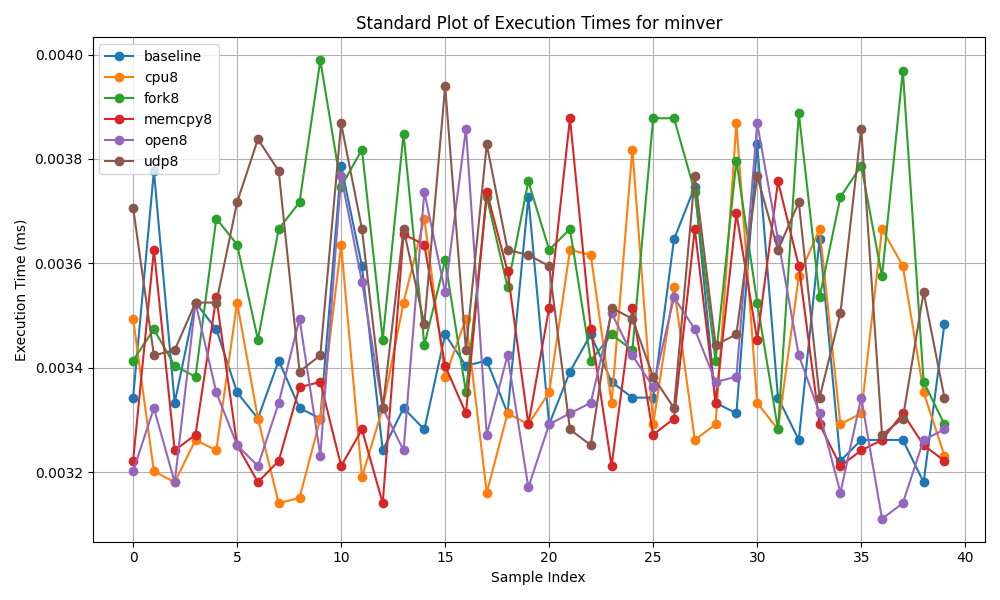 Standard Plot of Execution Times for minver
Execution Time (ms)
0.0040
0.0038
0.0036
0.0034
0.0032
baseline
cpu8
fork8
memcpy8
open8
udp8
0 5 10 15 20 25 30 35 40
Sample Index